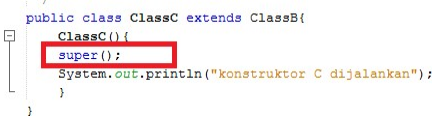 public class ClassC extends ClassB{
ClassC(){
super();
System.out.println("konstruktor C dijalankan");
}
}